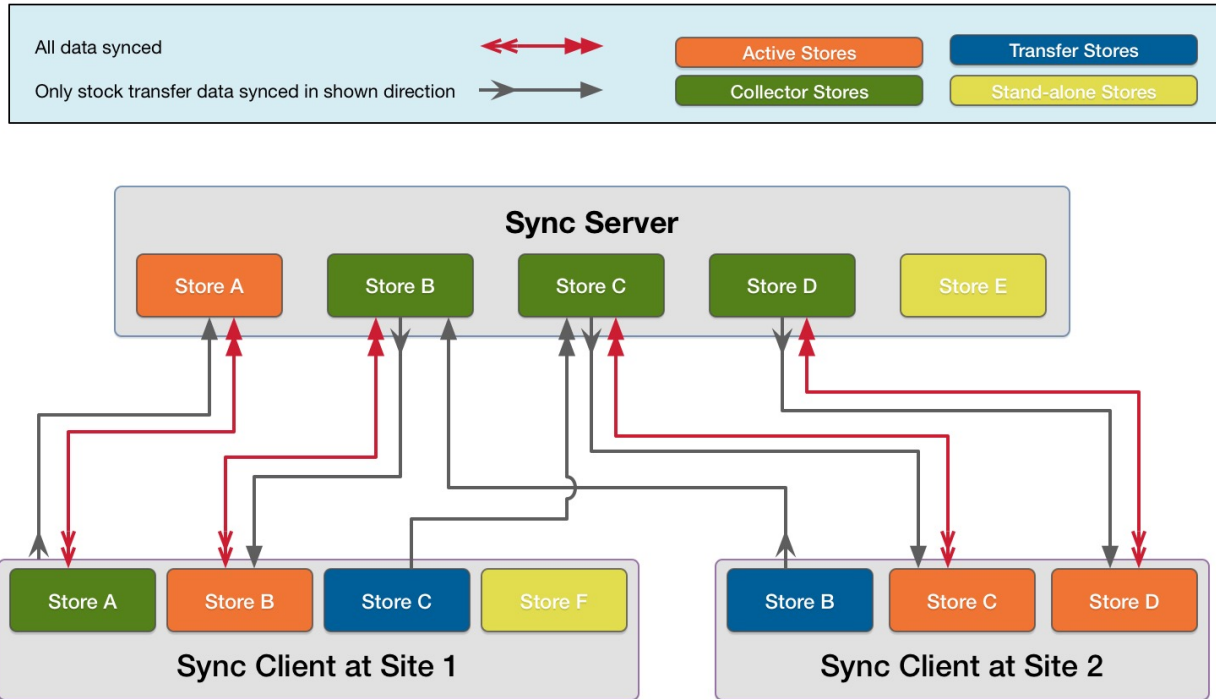 All data synced
Only stock transfer data synced in shown direction
Active Stores
Transfer Stores
Collector Stores
Stand-alone Stores
Sync Server
Store A
Store B
Store C
Store D
Store E
Store A
Store B
Store C
Store F
Sync Client at Site 1
Store B
Store C
Store D
Sync Client at Site 2